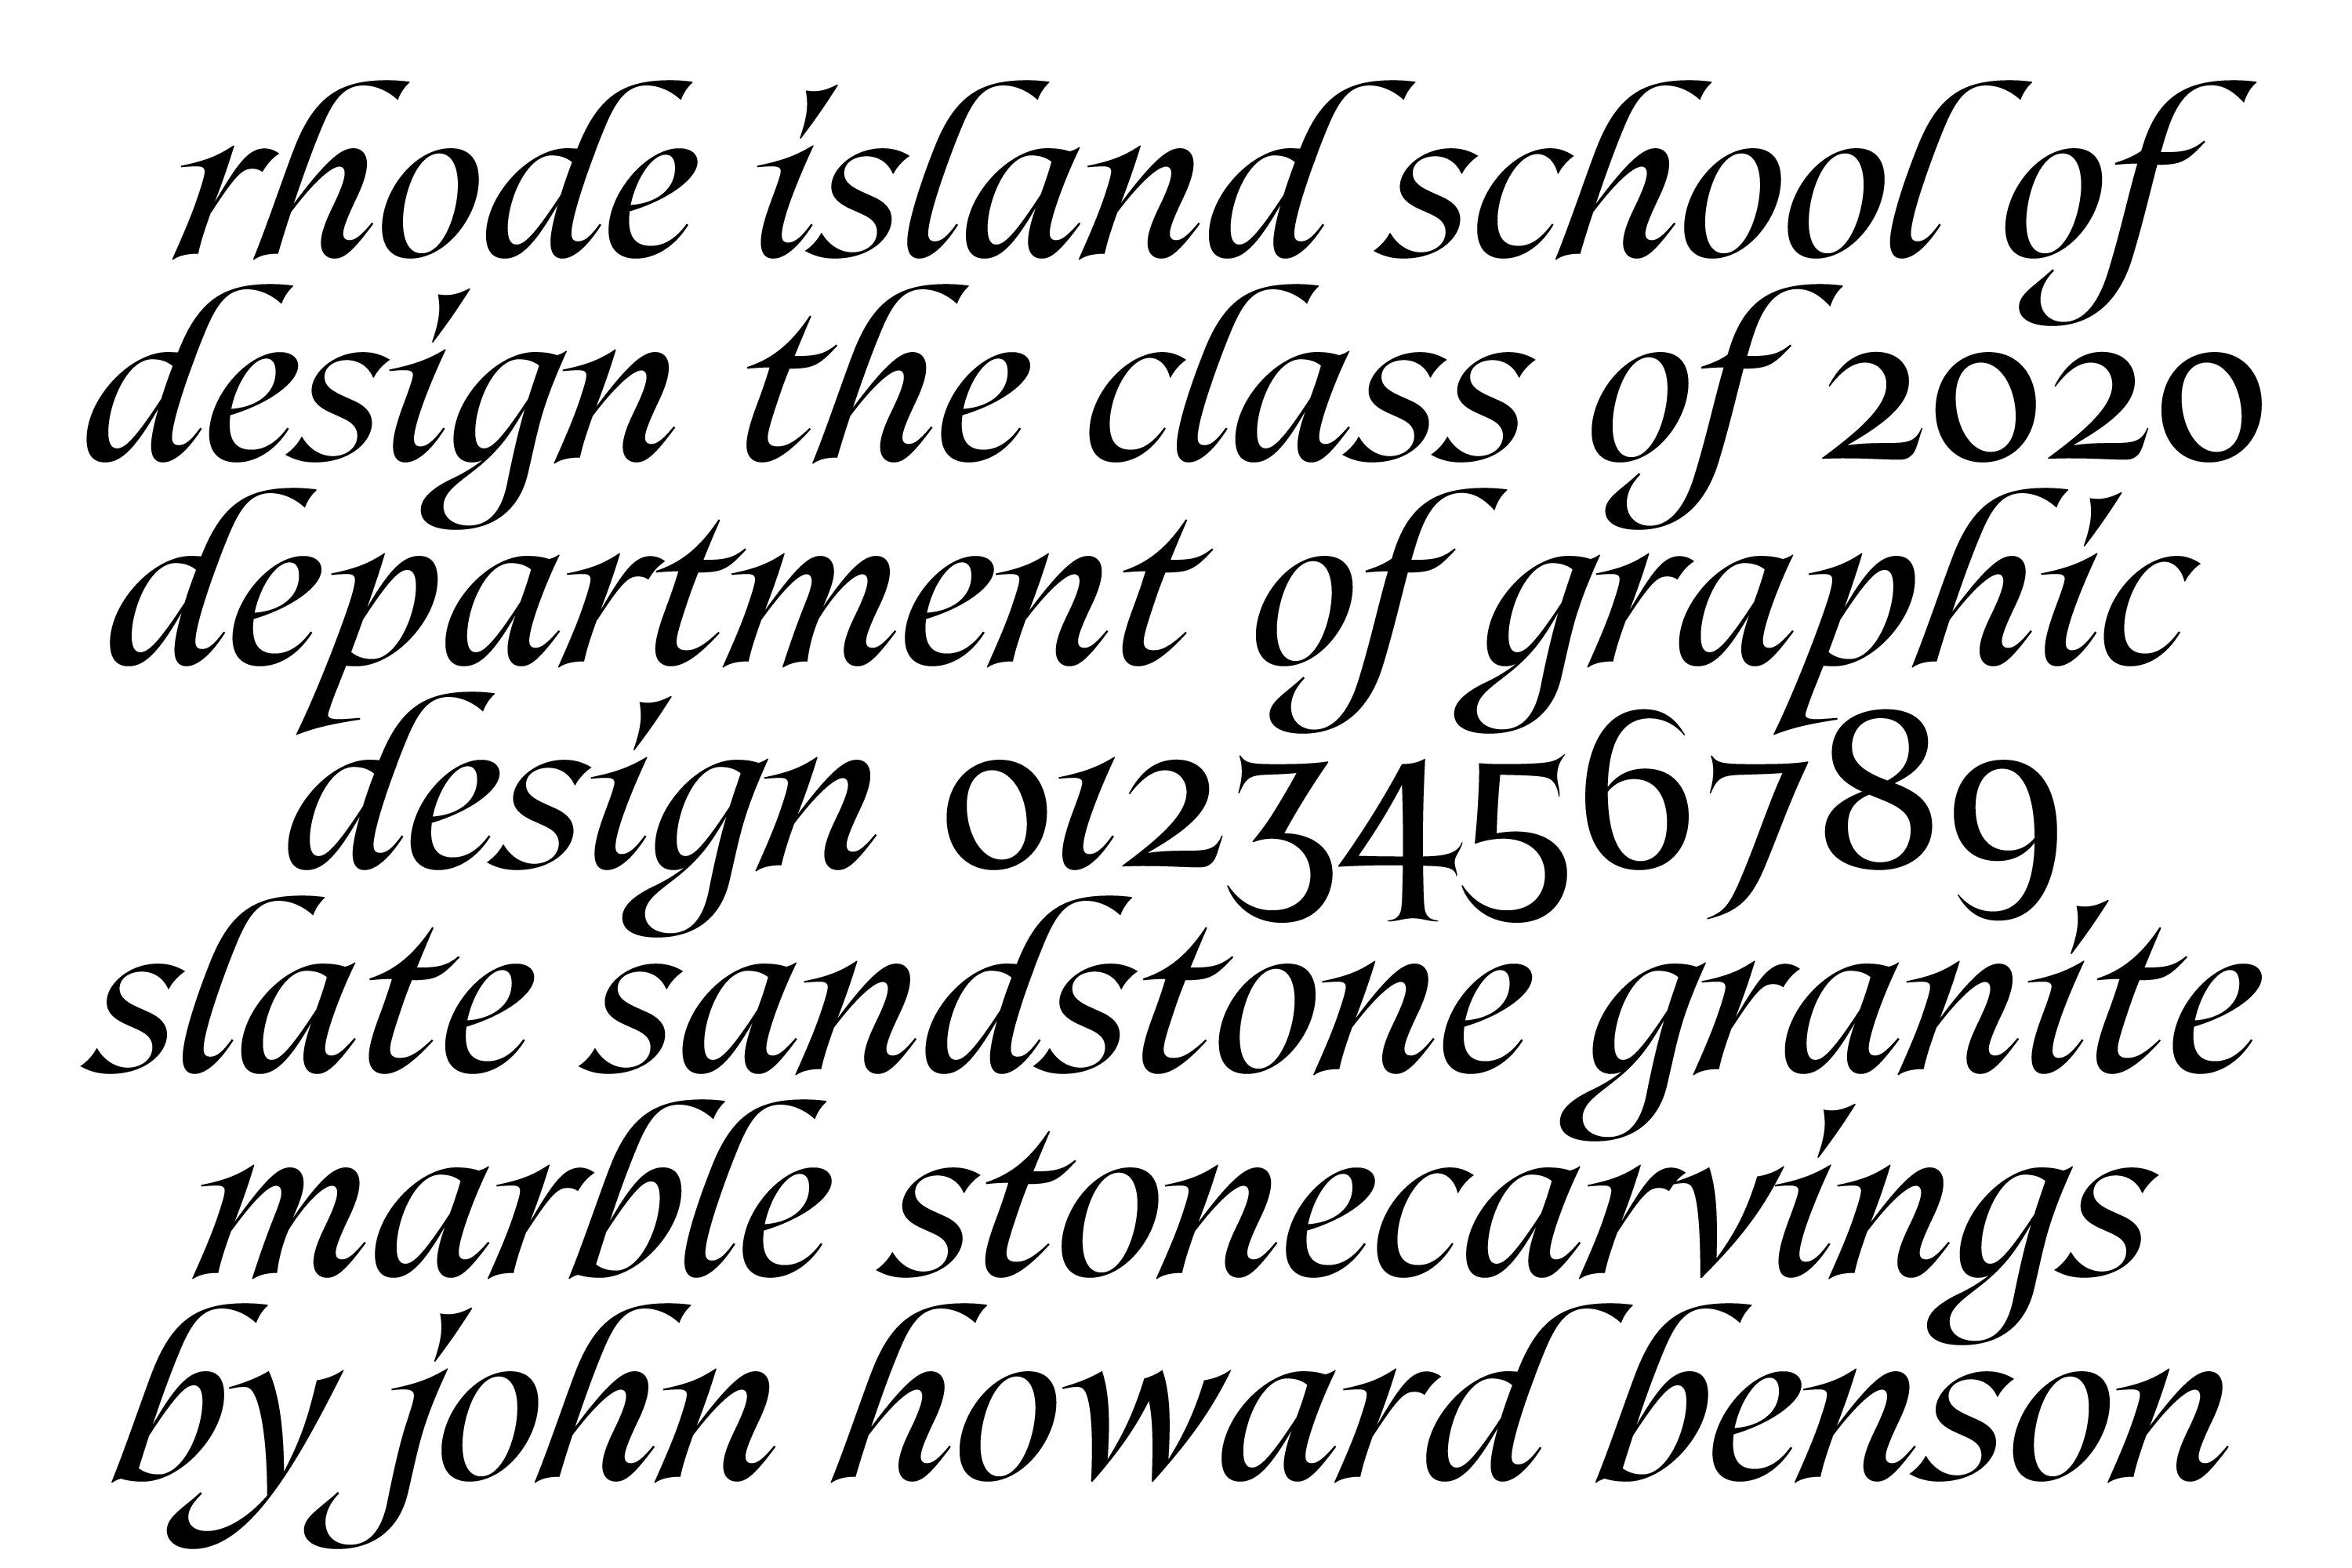 rhode island school of
design the class of 2020
department of graphic
design 0123456789
slate sandstone granite
marble stonecarvings
by john howard benson